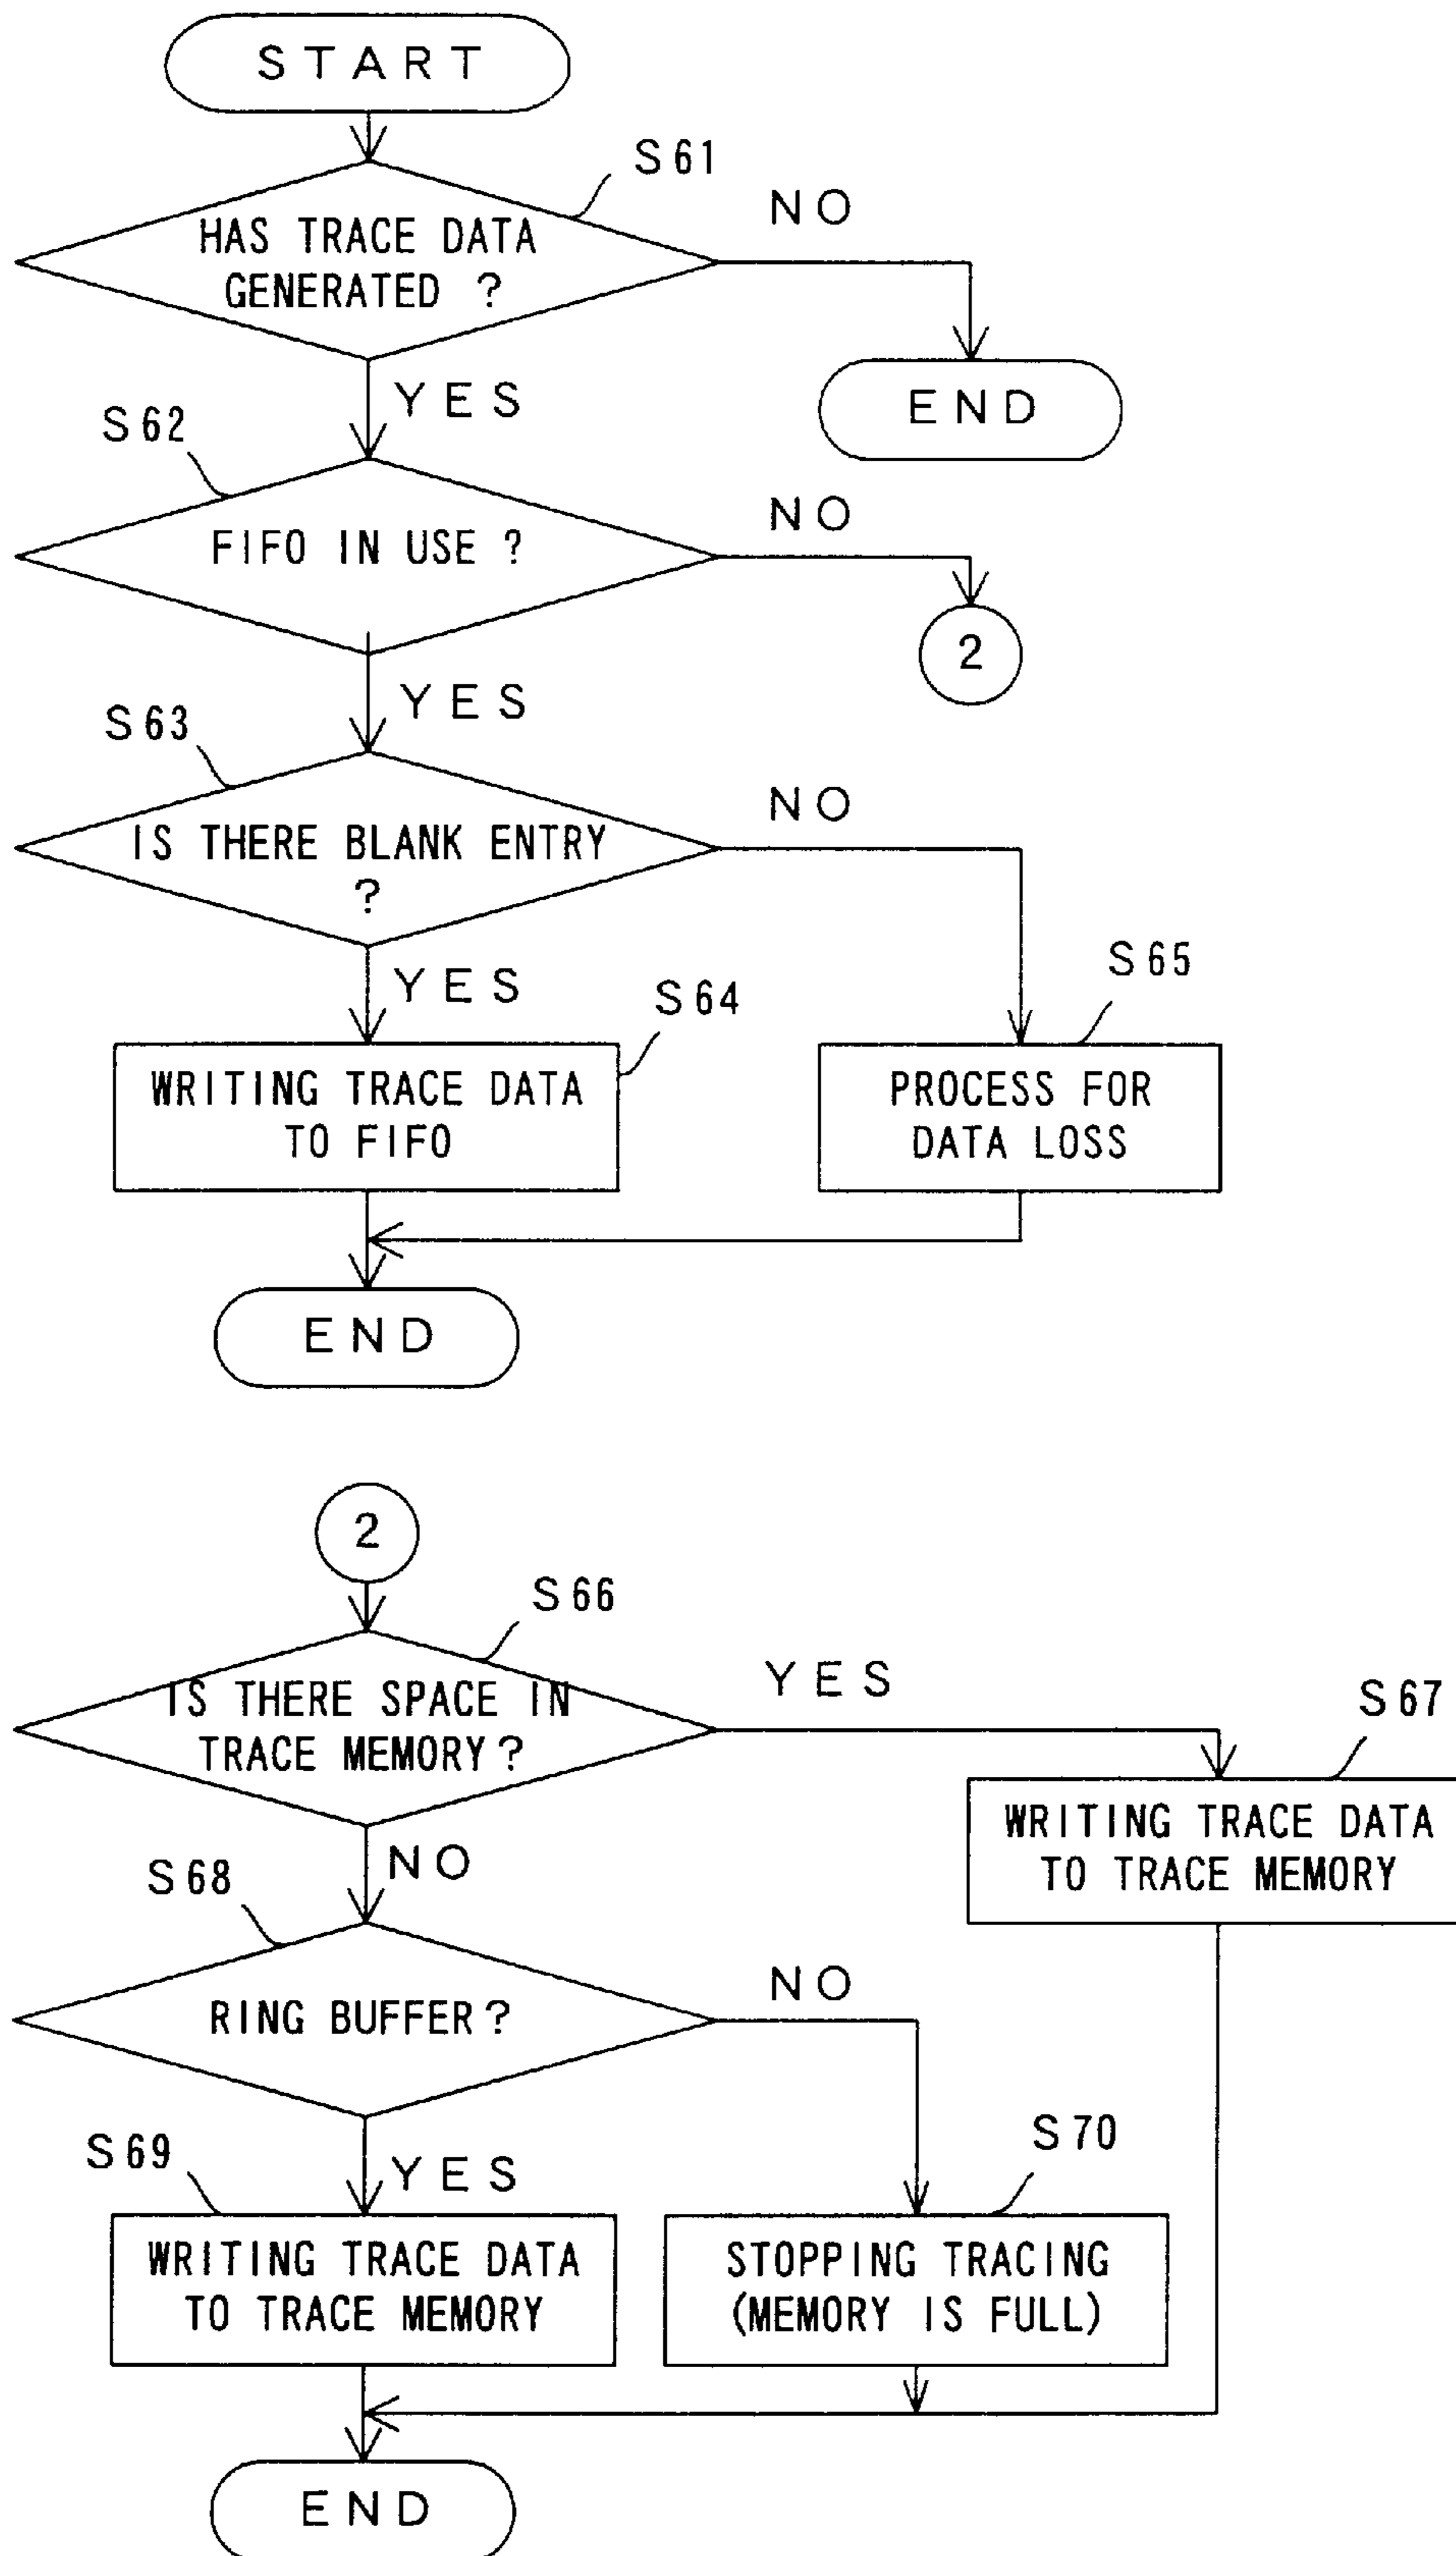 START
S61
NO
HAS TRACE DATA
GENERATED ?
END
YES
S62
NO
FIFO IN USE ?
2
YES
S63
NO
IS THERE BLANK ENTRY
?
S65
YES
S64
WRITING TRACE DATA
TO FIFO
PROCESS FOR
DATA LOSS
END
2
S66
YES
IS THERE SPACE IN
TRACE MEMORY?
S67
WRITING TRACE DATA
TO TRACE MEMORY
NO
S68
NO
RING BUFFER?
S70
S69
YES
WRITING TRACE DATA
TO TRACE MEMORY
STOPPING TRACING
(MEMORY IS FULL)
END